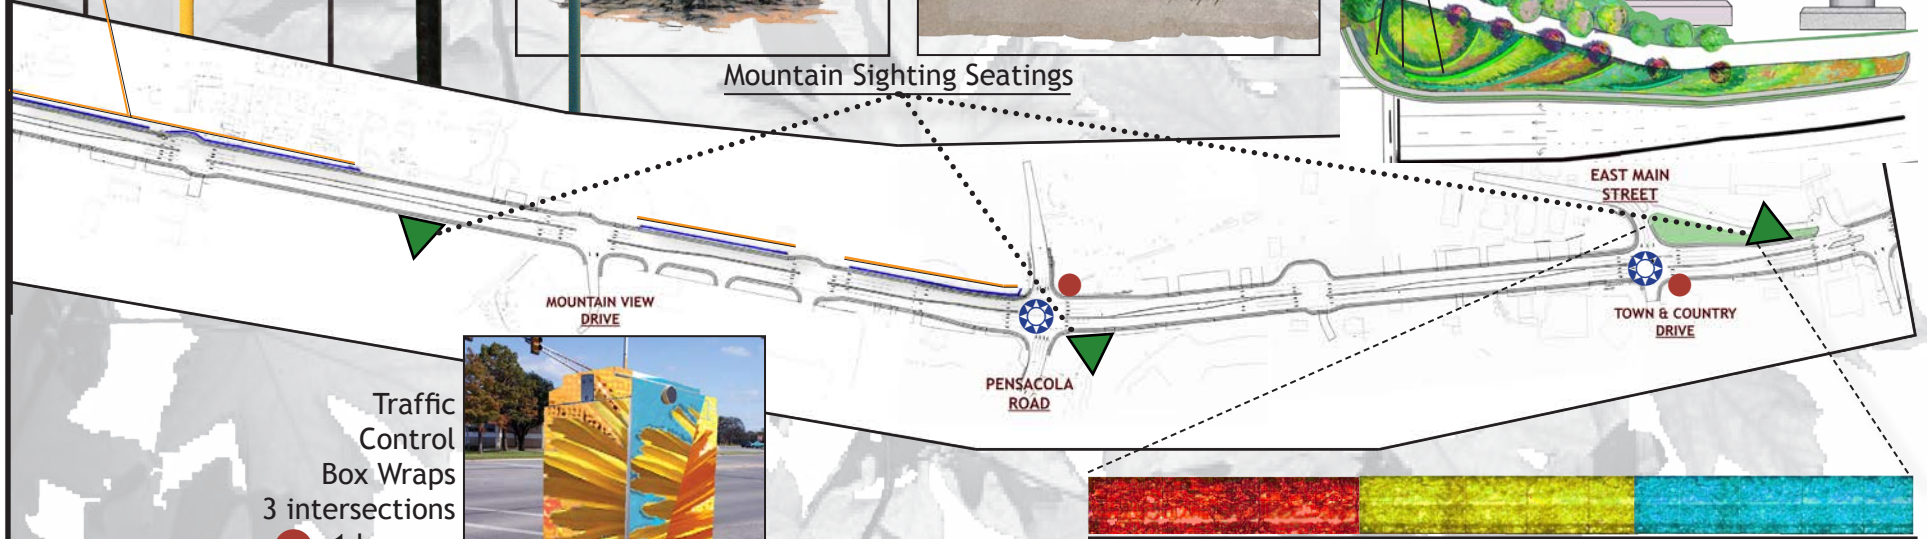 Mountain Sighting Seatings
EAST MAIN
STREET
MOUNTAIN VIEW
DRIVE
TOWN & COUNTRY
DRIVE
PENSACOLA
ROAD
Traffic
Control
Box Wraps
3 intersections